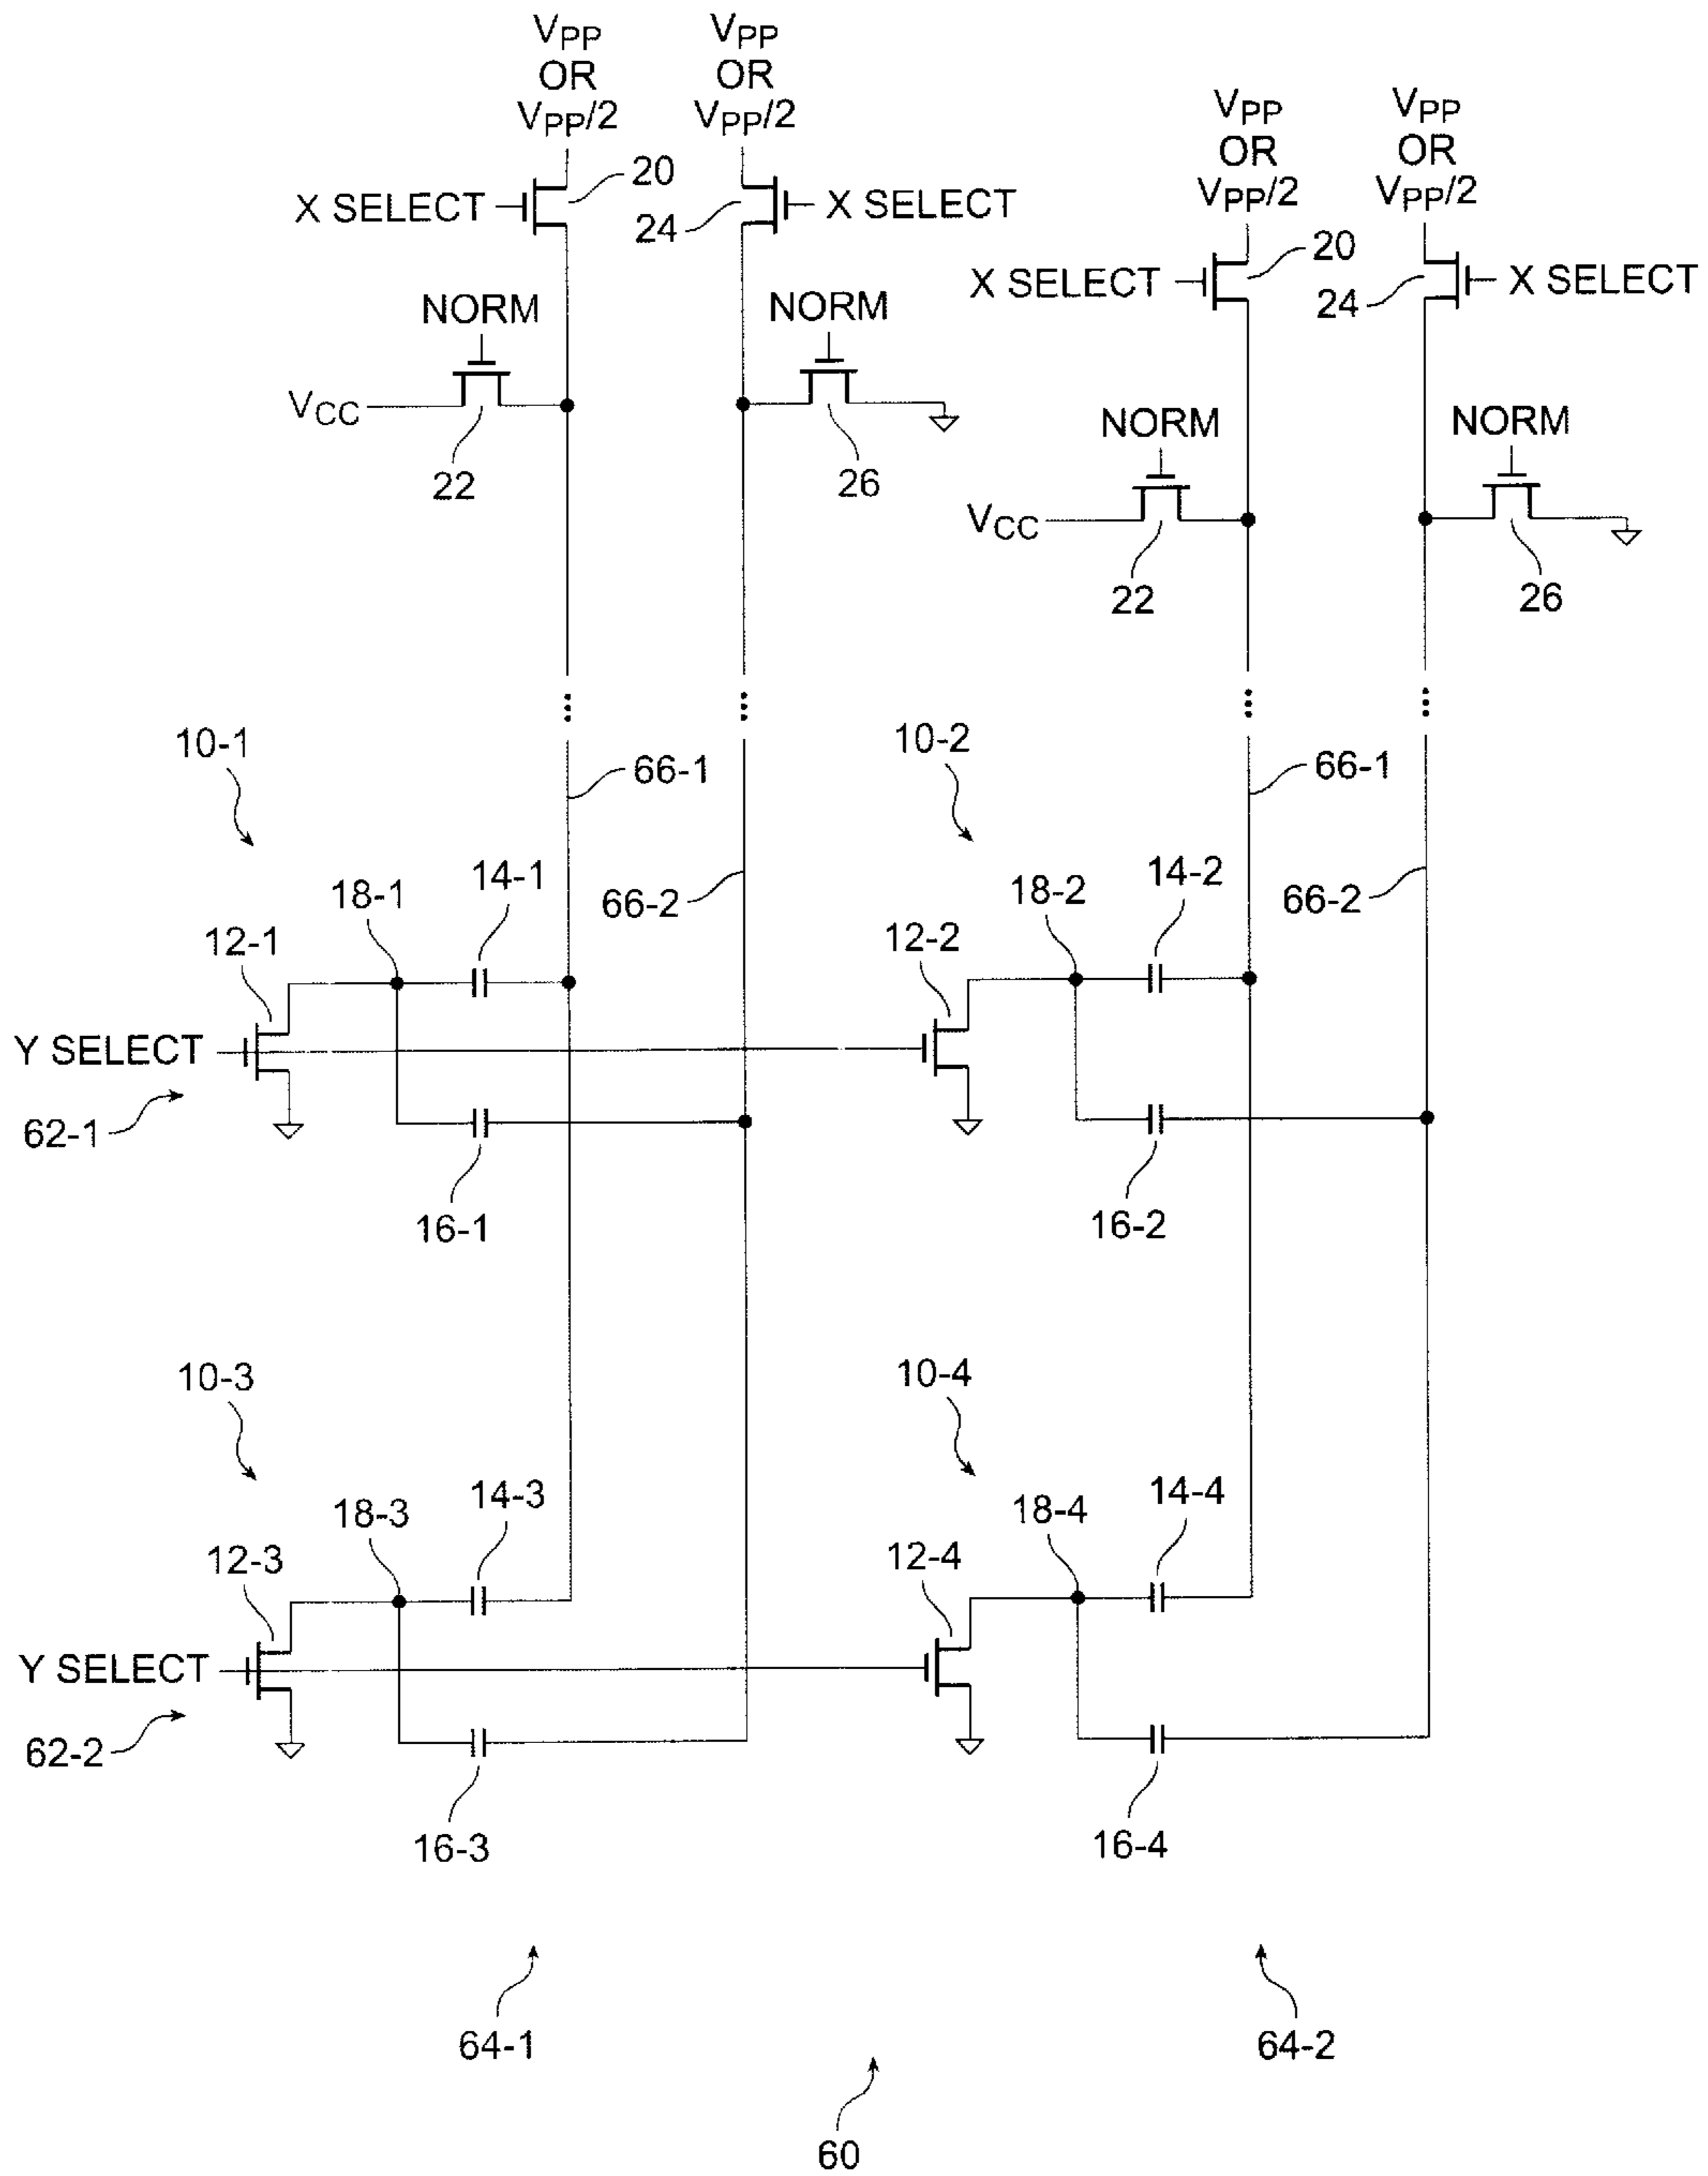 VPP
OR
VPP/2
VPP
OR
VPP/2
VPP
OR
VPP/2
VPP
OR
VPP/2
20
X SELECT
24
X SELECT
20
X SELECT
24
X SELECT
NORM
NORM
VCC
22
26
NORM
NORM
VCC
22
26
10-1
66-1
10-2
66-1
14-1
18-1
66-2
14-2
18-2
66-2
12-1
12-2
Y SELECT
62-1
16-1
16-2
10-3
10-4
14-3
18-3
14-4
18-4
12-3
12-4
Y SELECT
62-2
16-3
16-4
64-1
64-2
60